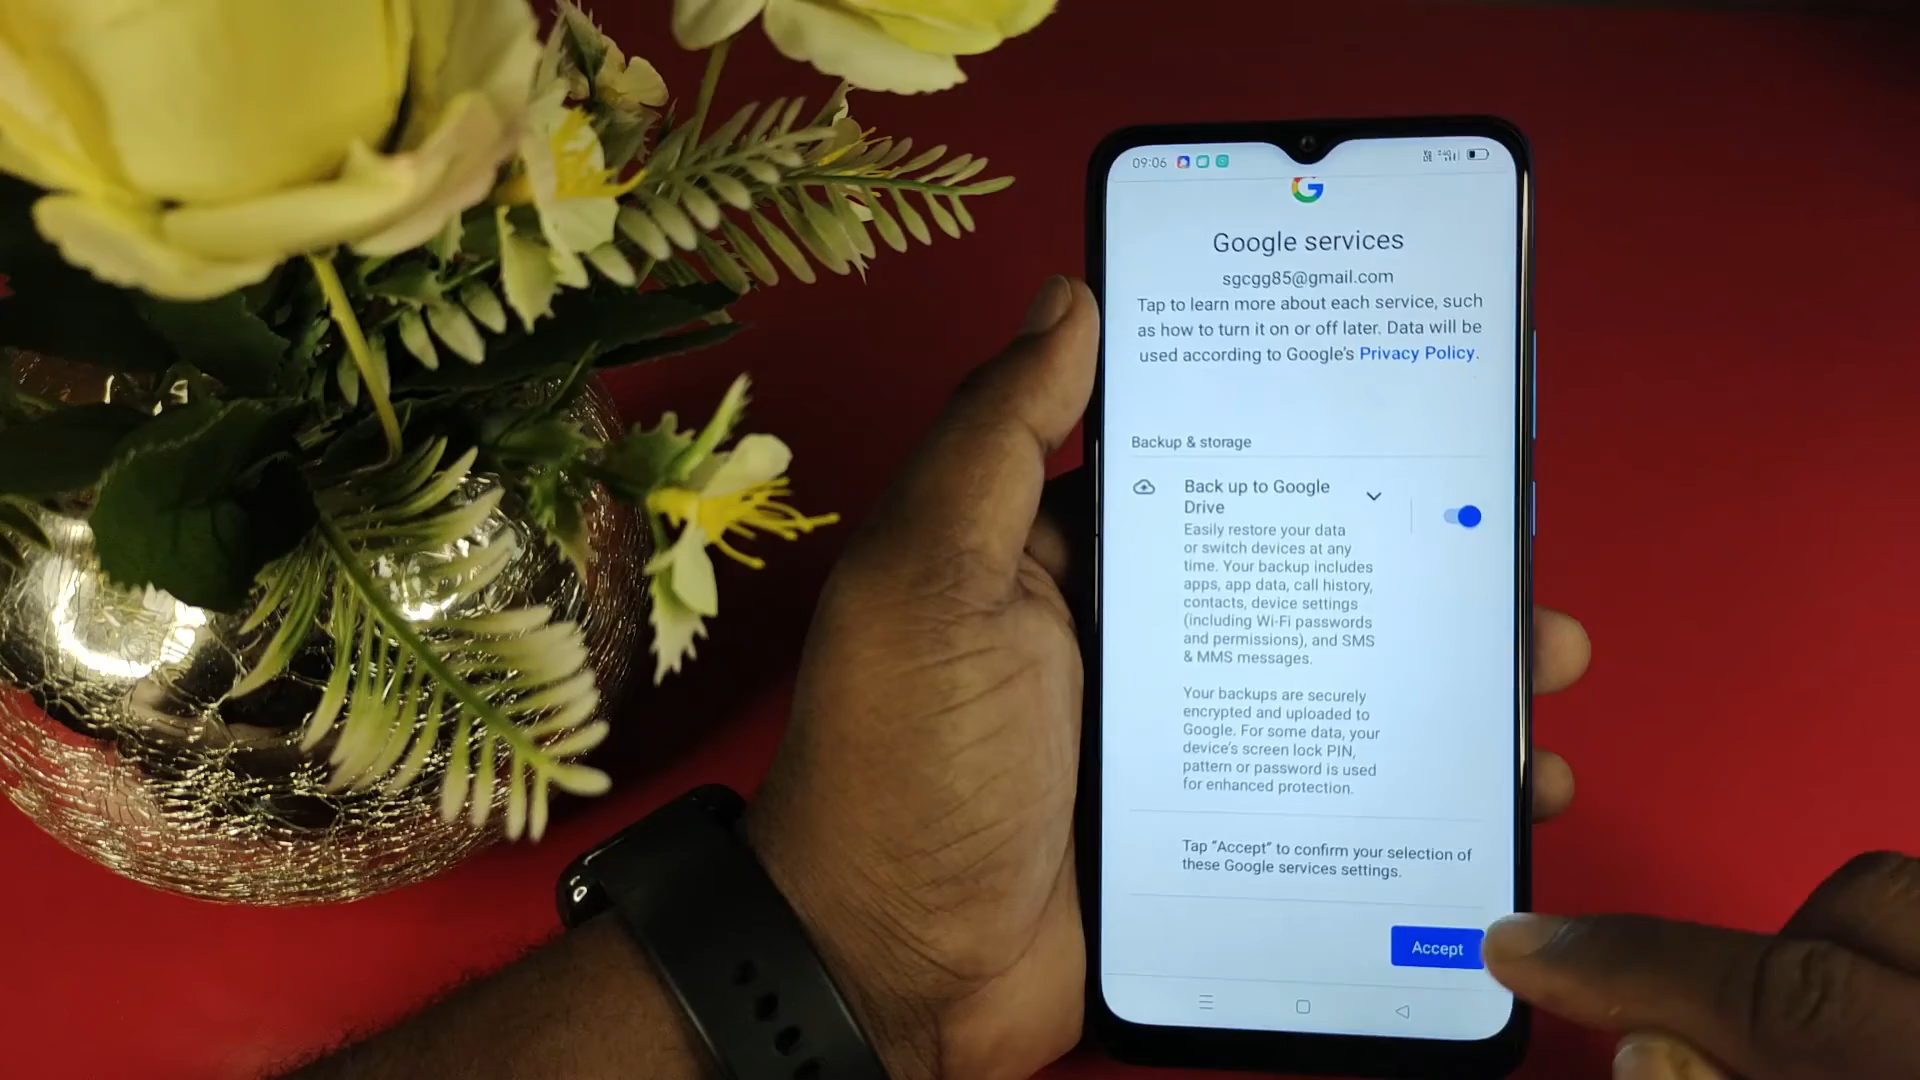 09:06
Google services
sgcgg85@gmail.com
Tap to learn more about each service, such
as how to turn it on or off later. Data will be
used according to Google's Privacy Policy.
Backup & storage
Back up to Google
Drive
Easily restore your data
or switch devices at any
time. Your backup includes
apps, app data, call history,
contacts, device settings
(including Wi-Fi passwords
and permissions), and SMS
& MMS messages.
Your backups are securely
encrypted and uploaded to
Google. For some data, your
device's screen lock PIN,
pattern or password is used
for enhanced protection.
Tap "Accept" to confirm your selection of
these Google services settings.
Accept